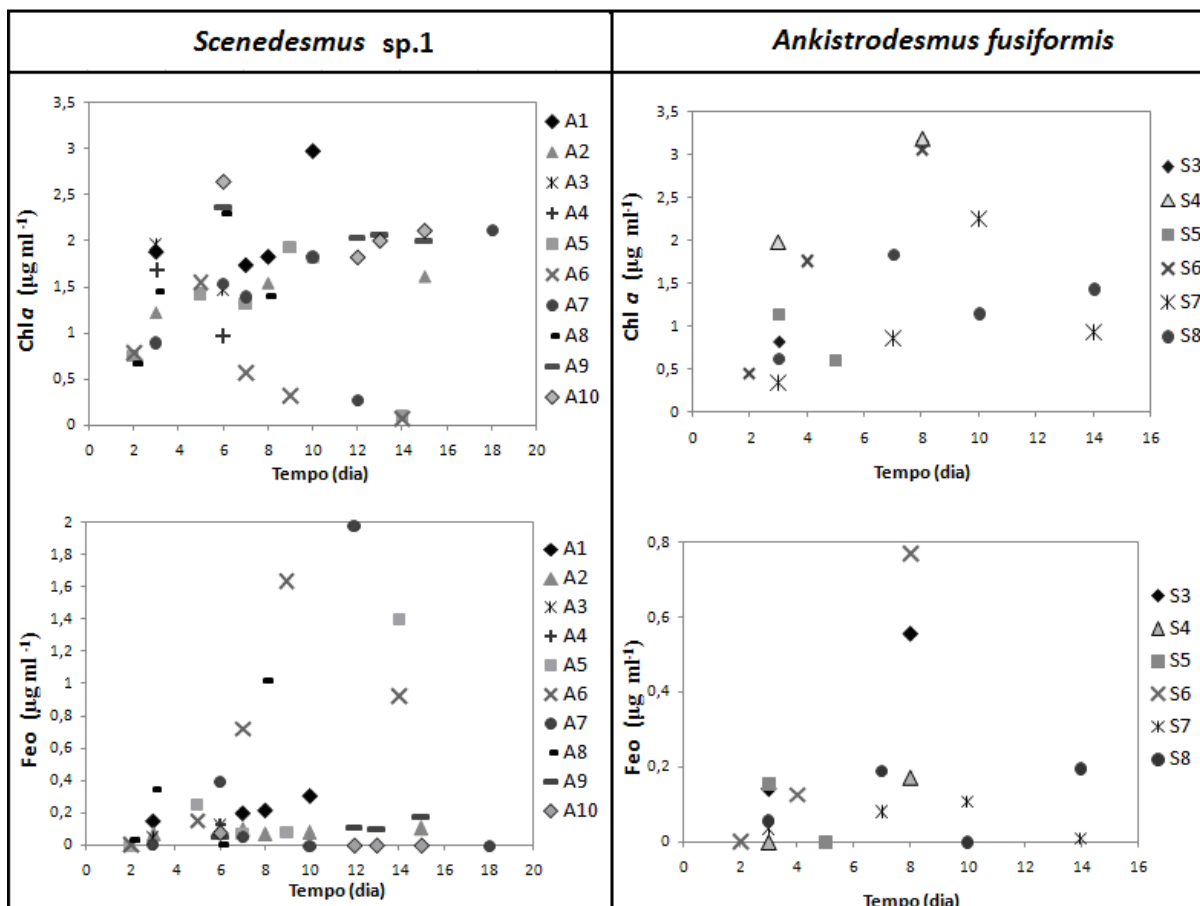 Scenedesmus sp.1
Ankistrodesmus fusiformis
Chl a (µg ml-1)
3,5
3
2,5
2
1,5
1
0,5
0
0 2 4 6 8 10 12 14 16 18 20
Tempo (dia)
A1
A2
A3
A4
A5
A6
A7
A8
A9
A10
Chl a (µg ml-1)
3,5
3
2,5
2
1,5
1
0,5
0
0 2 4 6 8 10 12 14 16
Tempo (dia)
S3
S4
S5
S6
S7
S8
Feo (µg ml-1)
2
1,8
1,6
1,4
1,2
1
0,8
0,6
0,4
0,2
0
0 2 4 6 8 10 12 14 16 18 20
Tempo (dia)
A1
A2
A3
A4
A5
A6
A7
A8
A9
A10
Feo (µg ml-1)
0,8
0,6
0,4
0,2
0
0 2 4 6 8 10 12 14 16
Tempo (dia)
S3
S4
S5
S6
S7
S8